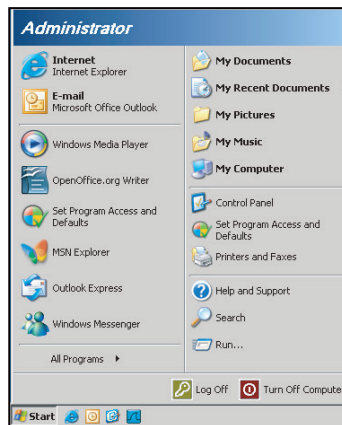 Administrator
Internet
Internet Explorer
E-mail
Microsoft Office Outlook
Windows Media Player
OpenOffice.org Writer
Set Program Access and
Defaults
MSN Explorer
Outlook Express
Windows Messenger
All Programs
My Documents
My Recent Documents
My Pictures
My Music
My Computer
Control Panel
Set Program Access and
Defaults
Printers and Faxes
Help and Support
Search
Run...
Log Off
Turn Off Compute
Start